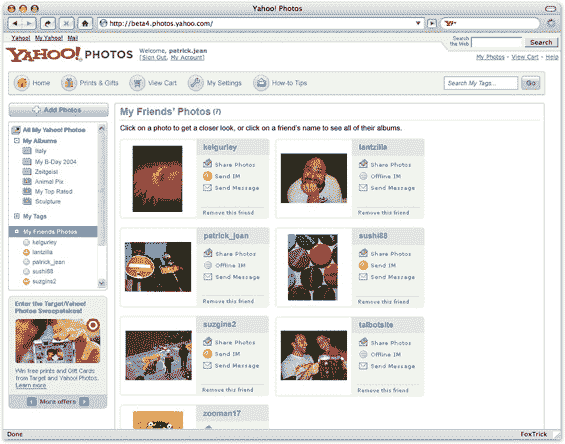 Yahoo! Photos
http://beta4.photos.yahoo.com/
Yahoo! My Yahoo! Mail
Search
the Web
Search
YAHOO! PHOTOS
Welcome, patrick.jean
[Sign Out, My Account]
My Photos - View Cart - Help
Home
Prints & Gifts
View Cart
My Settings
How-to Tips
Search My Tags...
Go
Add Photos
All My Yahoo! Photos
My Albums
Italy
My B-Day 2004
Zeitgeist
Animal Pix
My Top Rated
Sculpture
My Tags
My Friends Photos
kelgurley
lantzilla
patrick_jean
sushi88
suzgins2
Enter the Target/Yahoo!
Photos Sweepstakes!
Win free prints and Gift Cards
from Target and Yahoo! Photos.
Learn more
More offers
My Friends' Photos (7)
Click on a photo to get a closer look, or click on a friend's name to see all of their albums.
kelgurley
Share Photos
Send IM
Send Message
Remove this friend
lantzilla
Share Photos
Offline IM
Send Message
Remove this friend
patrick_jean
Share Photos
Offline IM
Send Message
Remove this friend
sushi88
Share Photos
Send IM
Send Message
Remove this friend
suzgins2
Share Photos
Send IM
Send Message
Remove this friend
talbotsite
Share Photos
Offline IM
Send Message
Remove this friend
zooman17
Done
FoxTrick